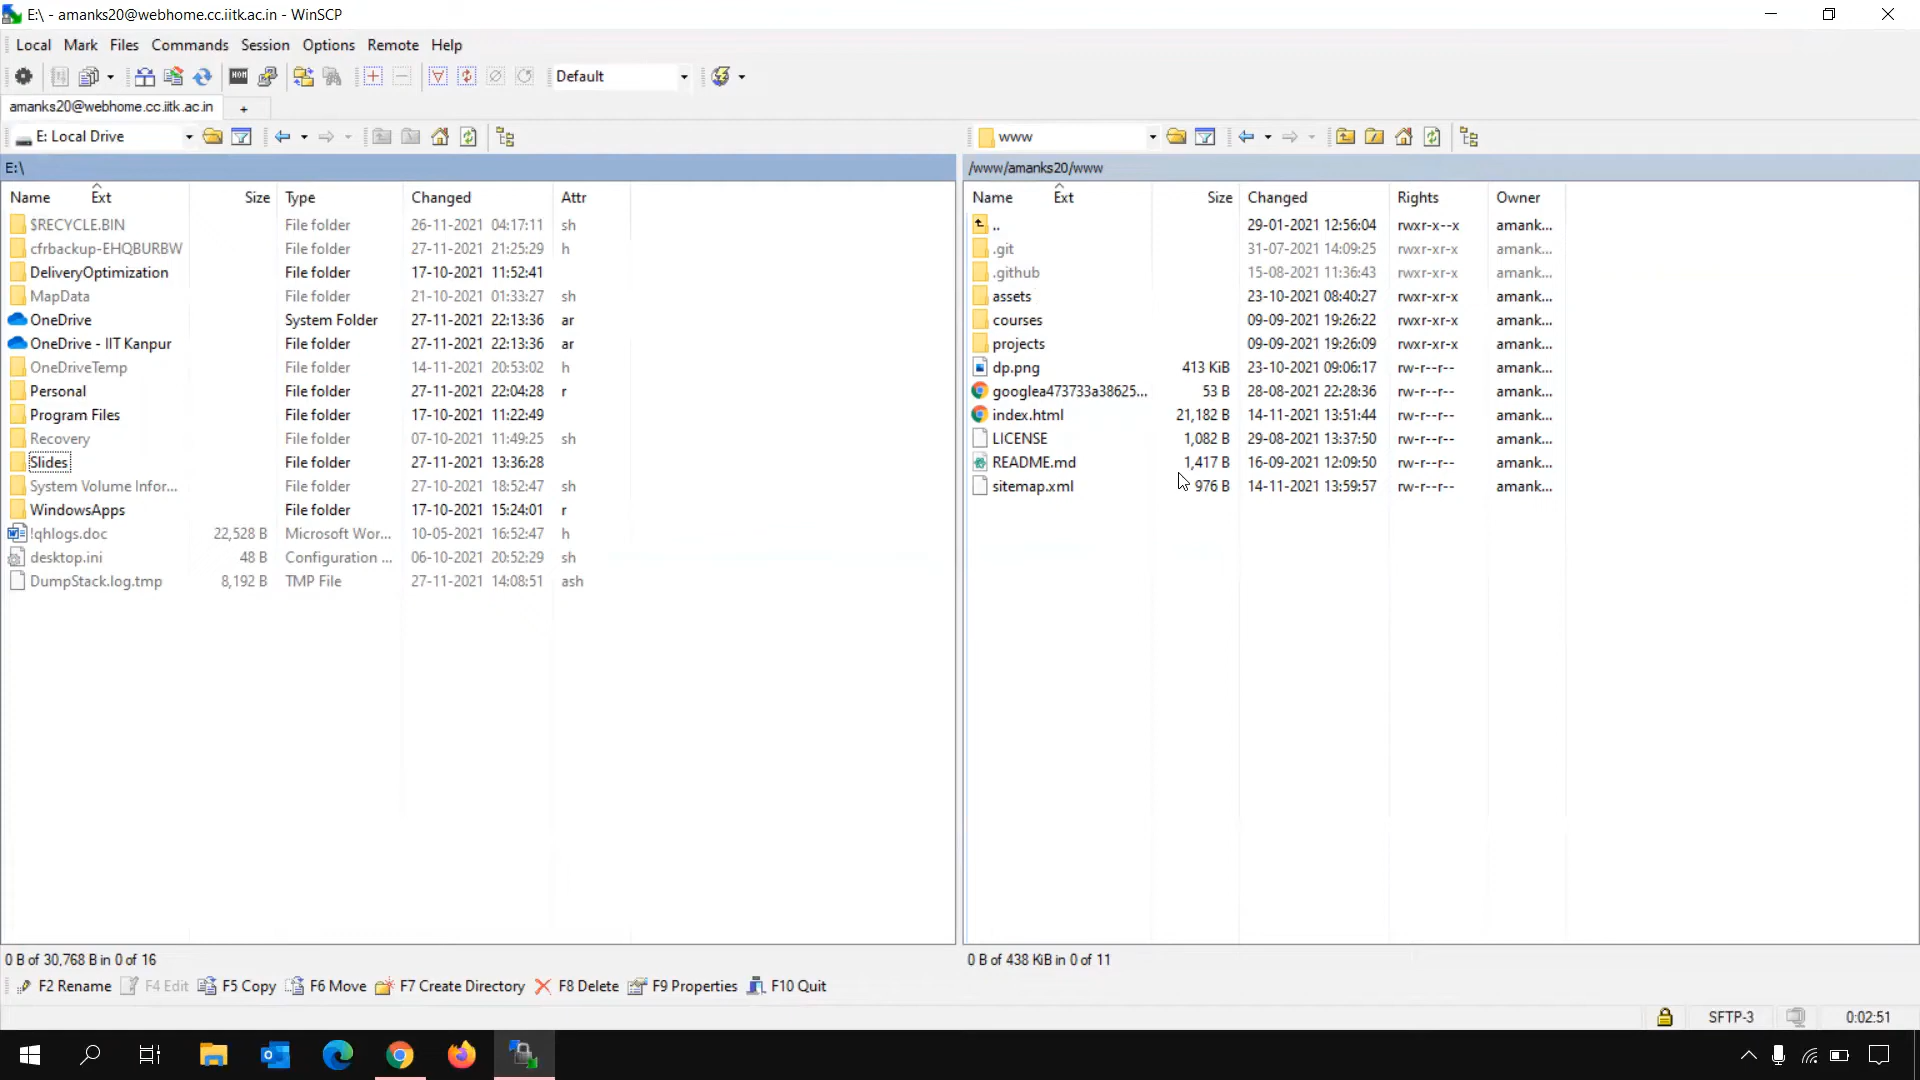 E:\ - amanks20@webhome.cc.iitk.ac.in - WinSCP
Local Mark Files Commands Session Options Remote Help
Default
amanks20@webhome.cc.iitk.ac.in +
E: Local Drive
www
E:\
/www/amanks20/www
Name Ext Size Type Changed Attr
$RECYCLE.BIN File folder 26-11-2021 04:17:11 sh
cfrbackup-EHQBURBW File folder 27-11-2021 21:25:29 h
DeliveryOptimization File folder 17-10-2021 11:52:41
MapData File folder 21-10-2021 01:33:27 sh
OneDrive System Folder 27-11-2021 22:13:36 ar
OneDrive - IIT Kanpur File folder 27-11-2021 22:13:36 ar
OneDriveTemp File folder 14-11-2021 20:53:02 h
Personal File folder 27-11-2021 22:04:28 r
Program Files File folder 17-10-2021 11:22:49
Recovery File folder 07-10-2021 11:49:25 sh
Slides File folder 27-11-2021 13:36:28
System Volume Infor... File folder 27-10-2021 18:52:47 sh
WindowsApps File folder 17-10-2021 15:24:01 r
!qhlogs.doc 22,528 B Microsoft Wor... 10-05-2021 16:52:47 h
desktop.ini 48 B Configuration ... 06-10-2021 20:52:29 sh
DumpStack.log.tmp 8,192 B TMP File 27-11-2021 14:08:51 ash
Name Ext Size Changed Rights Owner
.. 29-01-2021 12:56:04 rwxr-x--x amank...
.git 31-07-2021 14:09:25 rwxr-xr-x amank...
.github 15-08-2021 11:36:43 rwxr-xr-x amank...
assets 23-10-2021 08:40:27 rwxr-xr-x amank...
courses 09-09-2021 19:26:22 rwxr-xr-x amank...
projects 09-09-2021 19:26:09 rwxr-xr-x amank...
dp.png 413 KiB 23-10-2021 09:06:17 rw-r--r-- amank...
googlea473733a38625... 53 B 28-08-2021 22:28:36 rw-r--r-- amank...
index.html 21,182 B 14-11-2021 13:51:44 rw-r--r-- amank...
LICENSE 1,082 B 29-08-2021 13:37:50 rw-r--r-- amank...
README.md 1,417 B 16-09-2021 12:09:50 rw-r--r-- amank...
sitemap.xml 976 B 14-11-2021 13:59:57 rw-r--r-- amank...
0 B of 30,768 B in 0 of 16
0 B of 438 KiB in 0 of 11
F2 Rename F4 Edit F5 Copy F6 Move F7 Create Directory F8 Delete F9 Properties F10 Quit
SFTP-3 0:02:51